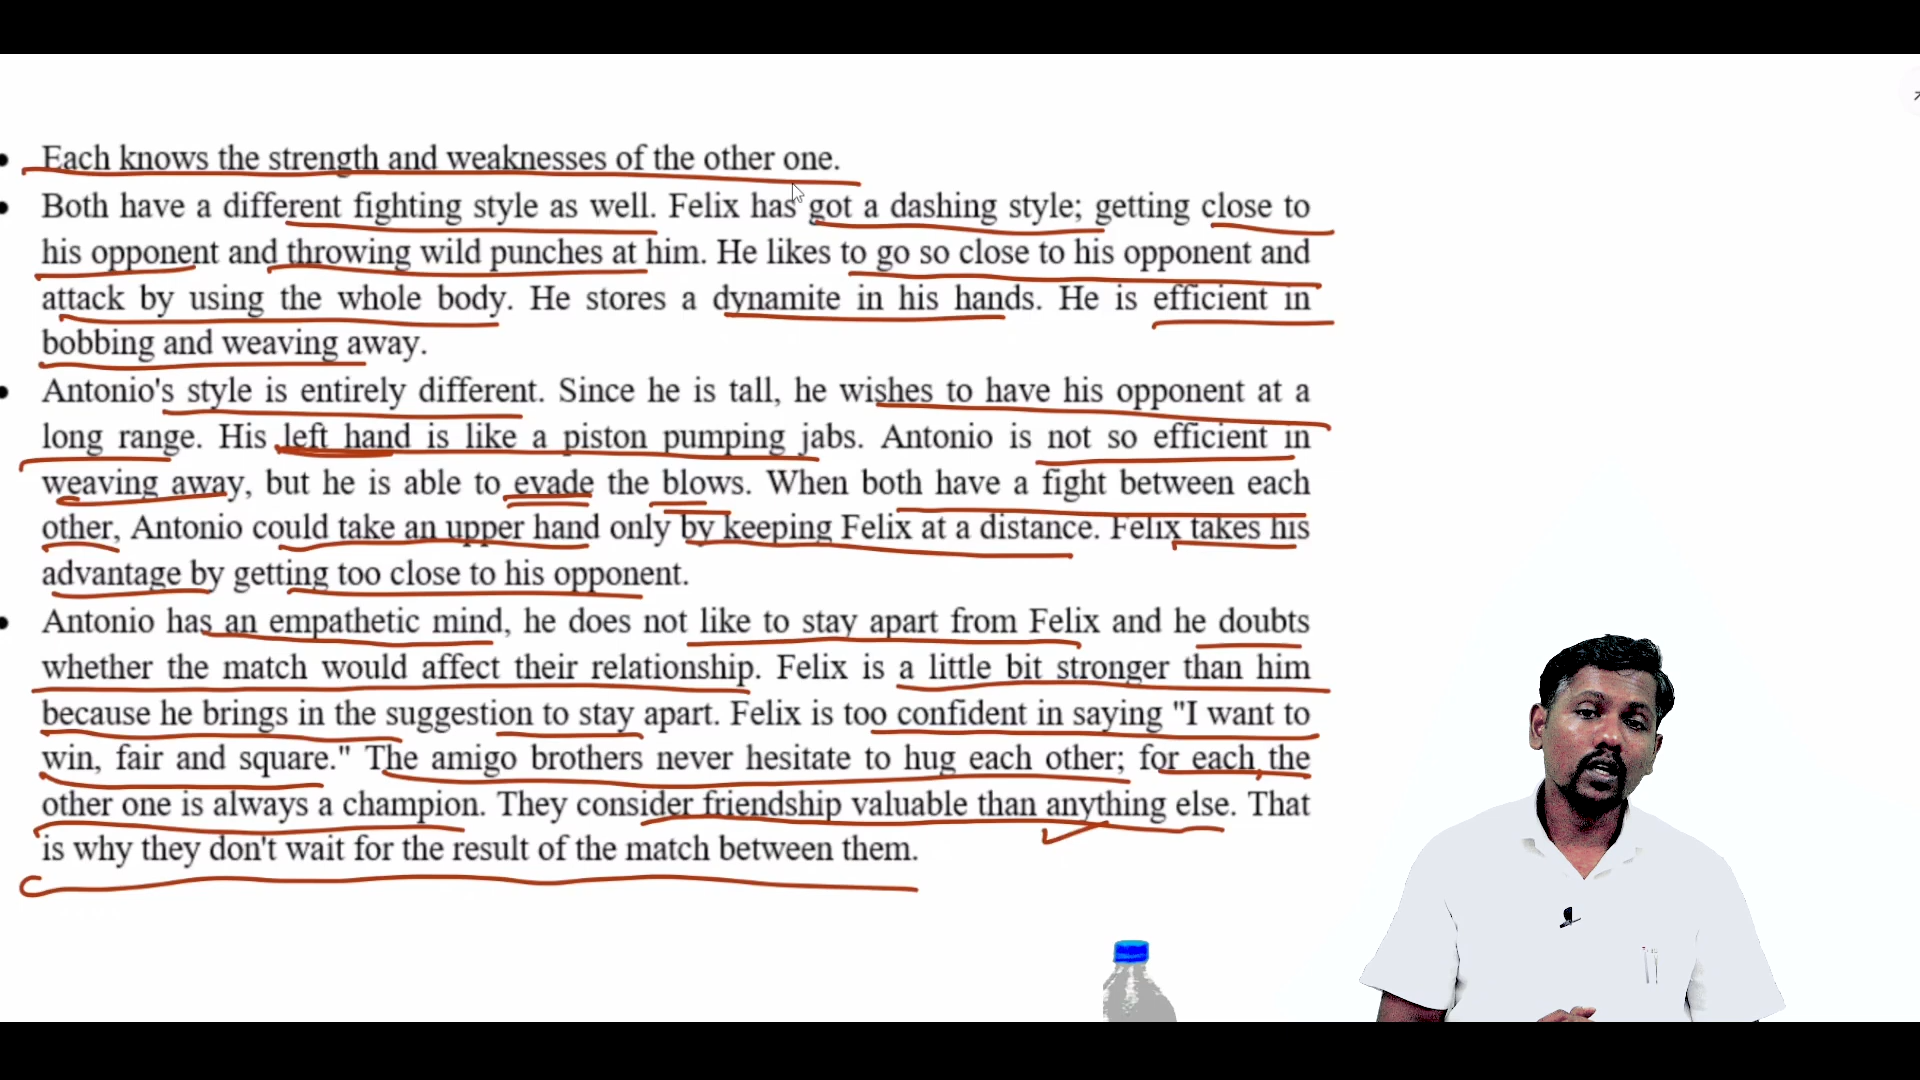 • Each knows the strength and weaknesses of the other one.
• Both have a different fighting style as well. Felix has got a dashing style; getting close to
his opponent and throwing wild punches at him. He likes to go so close to his opponent and
attack by using the whole body. He stores a dynamite in his hands. He is efficient in
bobbing and weaving away.
• Antonio's style is entirely different. Since he is tall, he wishes to have his opponent at a
long range. His left hand is like a piston pumping jabs. Antonio is not so efficient in
weaving away, but he is able to evade the blows. When both have a fight between each
other, Antonio could take an upper hand only by keeping Felix at a distance. Felix takes his
advantage by getting too close to his opponent.
• Antonio has an empathetic mind, he does not like to stay apart from Felix and he doubts
whether the match would affect their relationship. Felix is a little bit stronger than him
because he brings in the suggestion to stay apart. Felix is too confident in saying "I want to
win, fair and square." The amigo brothers never hesitate to hug each other; for each the
other one is always a champion. They consider friendship valuable than anything else. That
is why they don't wait for the result of the match between them.